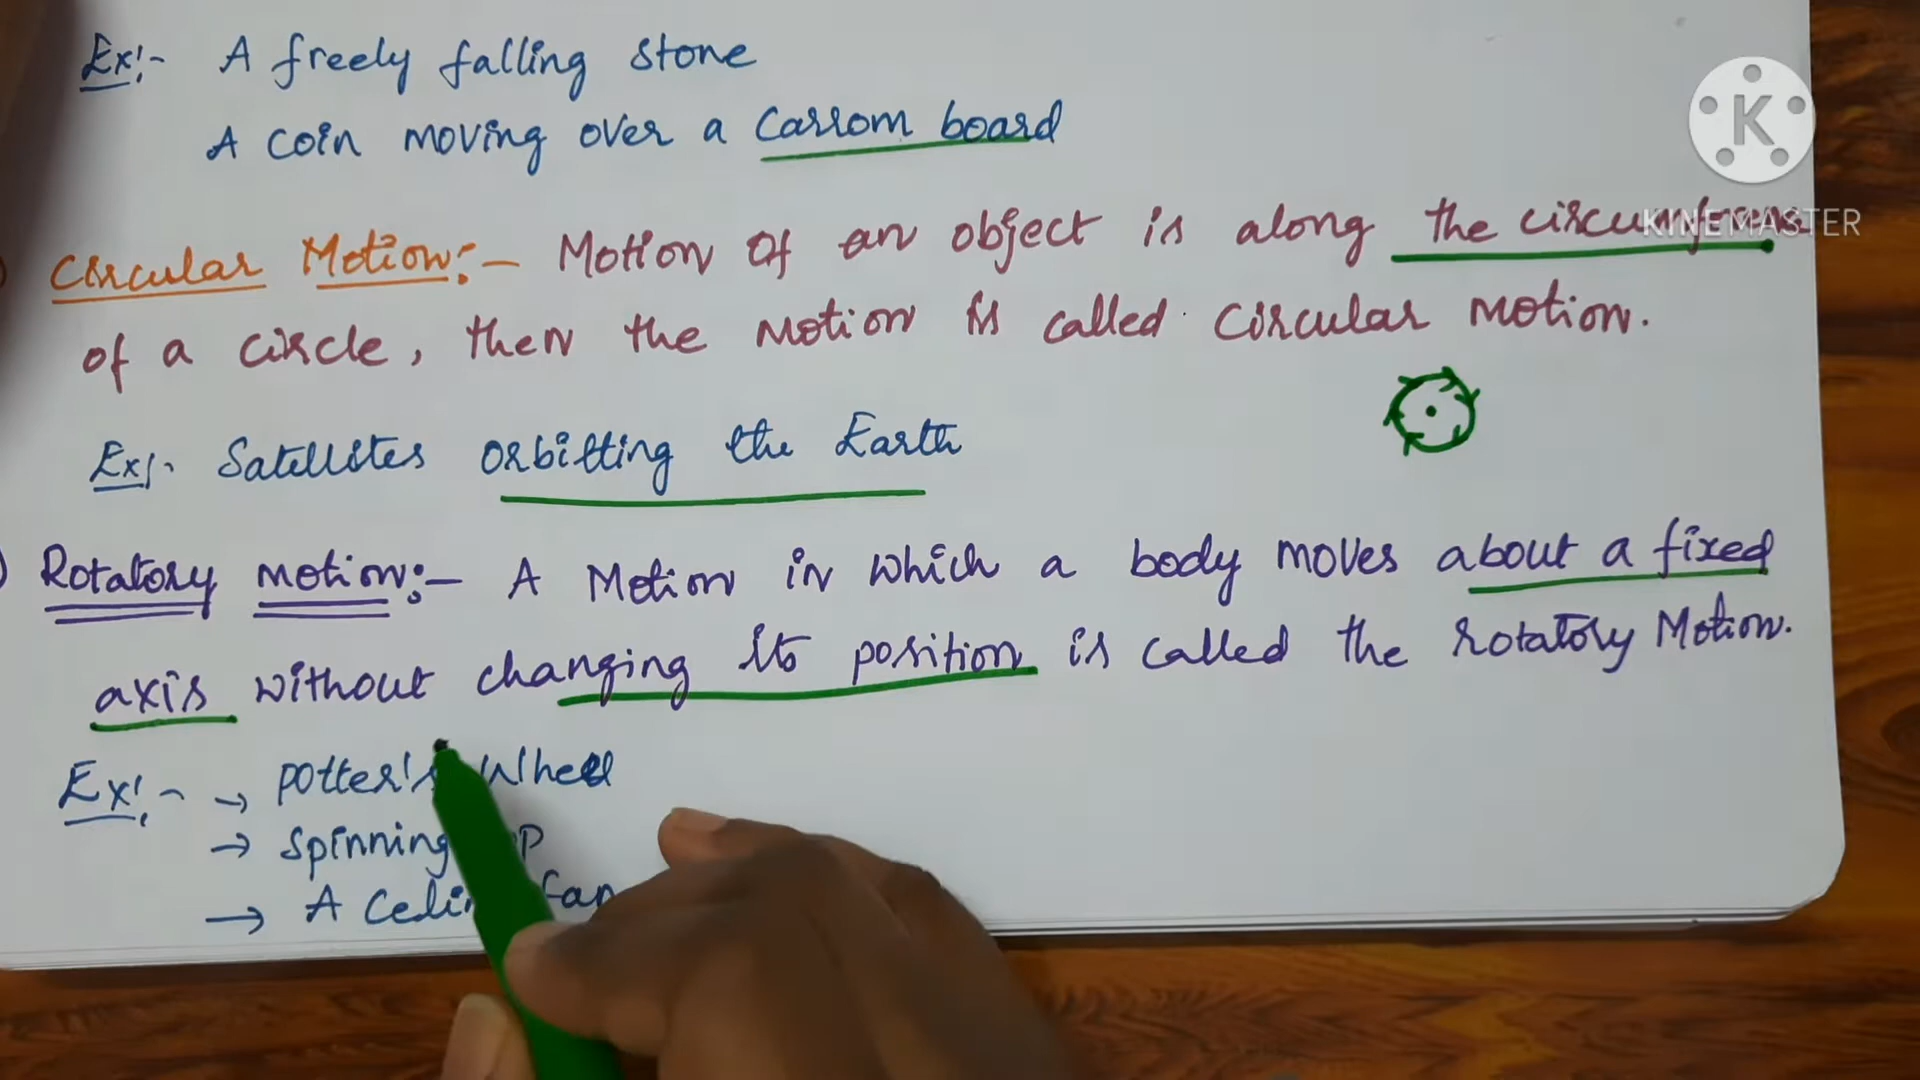 Ex:- A freely falling stone
A coin moving over a Carrom board
K
KINEMASTER
Circular Motion:- Motion of an object is along the
of a circle, then the motion is called circular motion.
Ex:- Satellites orbitting the Earth
Rotatory motion:- A Motion in which a body moves about a fixed
axis without changing its position is called the rotatory Motion.
Ex:- → potter's wheel
→ spinning
→ A fan